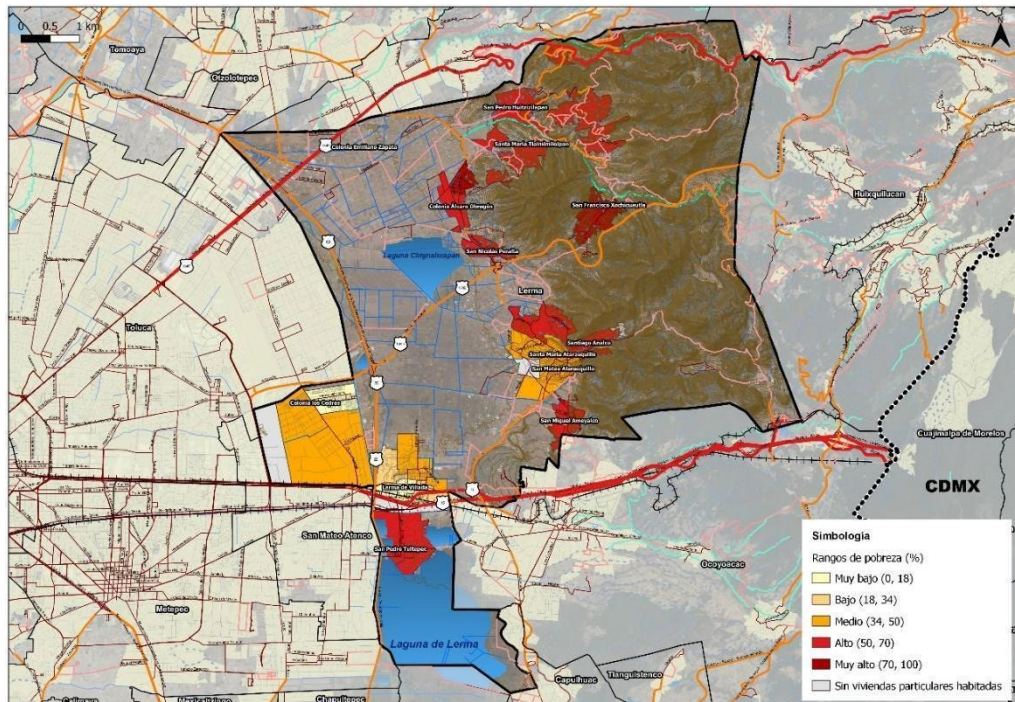 0 0.5 1 km
Temoaya
Otzolotepec
San Pedro Huitzizilapan
Colonia Emiliano Zapata
Santa María Tlalmimilolpan
Huixquilucan
Colonia Álvaro Obregón
San Francisco Xochicuautla
Laguna Chignahuapan
San Nicolás Peralta
Lerma
Toluca
Santiago Analco
Santa María Atarasquillo
San Mateo Atarasquillo
Colonia los Cedros
San Miguel Ameyalco
Cuajimalpa de Morelos
Lerma de Villada
15
CDMX
San Mateo Atenco
San Pedro Tultepec
Ocoyoacac
Metepec
Laguna de Lerma
Capulhuac
Tianguistenco
Chapultepec
Simbología
Rangos de pobreza (%)
Muy bajo (0, 18)
Bajo (18, 34)
Medio (34, 50)
Alto (50, 70)
Muy alto (70, 100)
Sin viviendas particulares habitadas